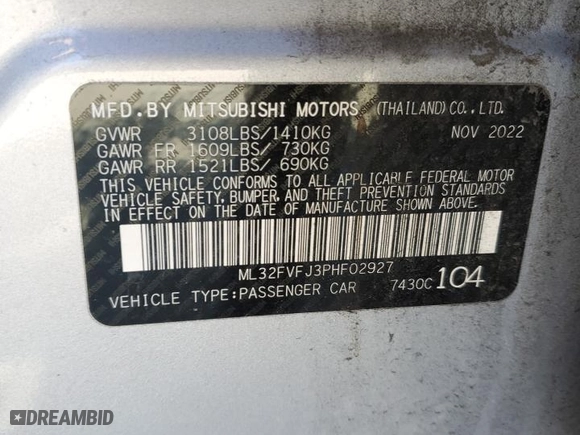 MFD.BY MITSUBISHI MOTORS (THAILAND)CO.,LTD.
GVWR 3108LBS/1410KG NOV 2022
GAWR FR 1609LBS/ 730KG
GAWR RR 1521LBS/ 690KG
THIS VEHICLE CONFORMS TO ALL APPLICABLE FEDERAL MOTOR
VEHICLE SAFETY, BUMPER, AND THEFT PREVENTION STANDARDS
IN EFFECT ON THE DATE OF MANUFACTURE SHOWN ABOVE.
ML32FVFJ3PHF02927
VEHICLE TYPE:PASSENGER CAR 7430C 104
DREAMBID